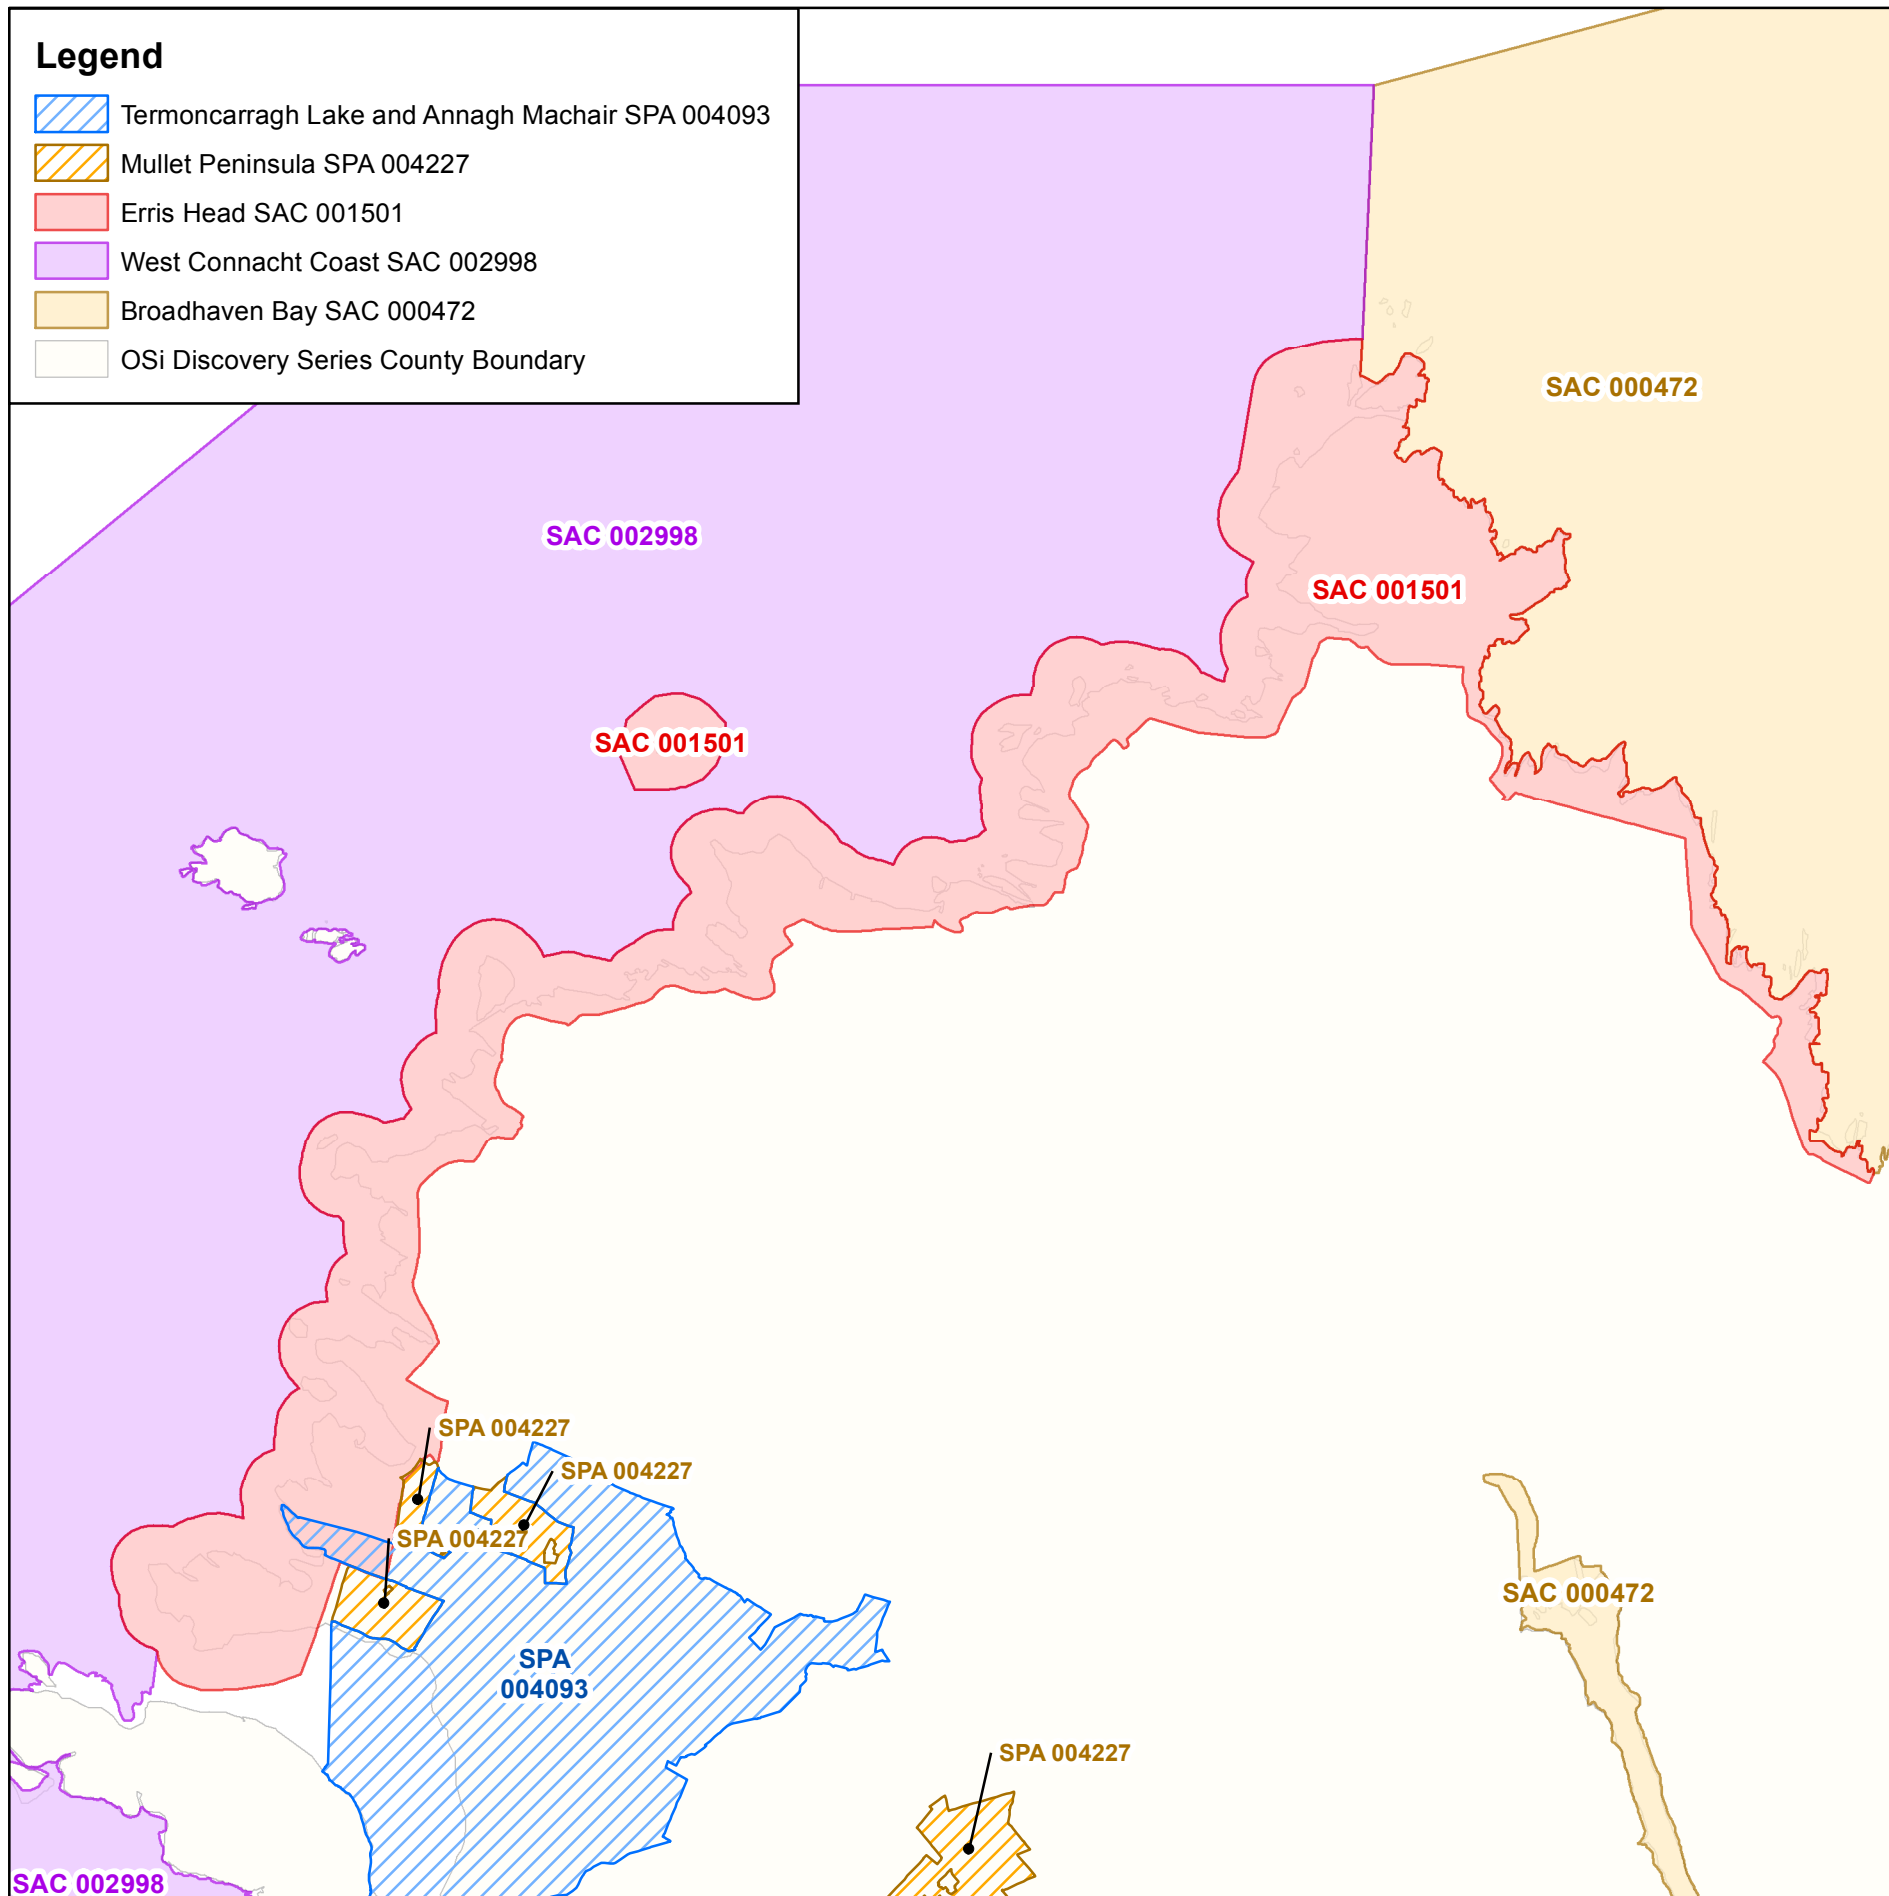 Legend
Termoncarragh Lake and Annagh Machair SPA 004093
Mullet Peninsula SPA 004227
Erris Head SAC 001501
West Connacht Coast SAC 002998
Broadhaven Bay SAC 000472
OSi Discovery Series County Boundary
SAC 000472
SAC 002998
SAC 001501
SAC 001501
SPA 004227
SPA 004227
SPA 004227
SAC 000472
SPA
004093
SPA 004227
SAC 002998